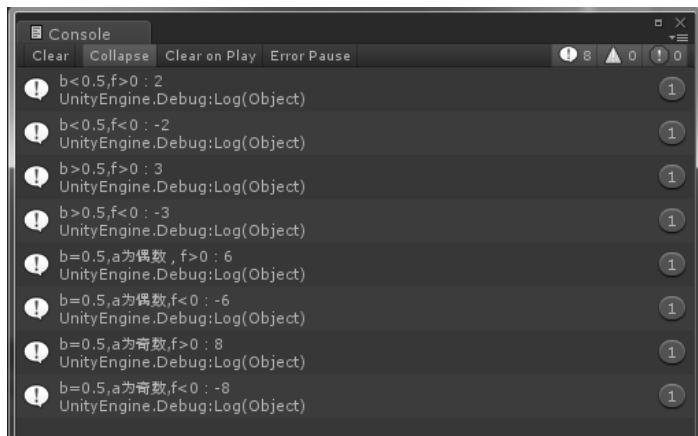 Console
Clear Collapse Clear on Play Error Pause 8 0 0
b<0.5,f>0 : 2
UnityEngine.Debug:Log(Object)
1
b<0.5,f<0 : -2
UnityEngine.Debug:Log(Object)
1
b>0.5,f>0 : 3
UnityEngine.Debug:Log(Object)
1
b>0.5,f<0 : -3
UnityEngine.Debug:Log(Object)
1
b=0.5,a为偶数 , f>0 : 6
UnityEngine.Debug:Log(Object)
1
b=0.5,a为偶数,f<0 : -6
UnityEngine.Debug:Log(Object)
1
b=0.5,a为奇数,f>0 : 8
UnityEngine.Debug:Log(Object)
1
b=0.5,a为奇数,f<0 : -8
UnityEngine.Debug:Log(Object)
1